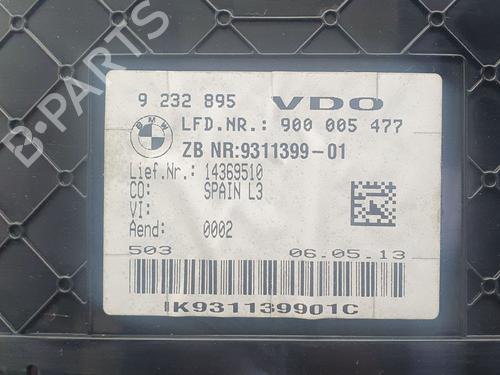 9 232 895 VDO
BMW
LFD.NR.: 900 005 477
ZB NR:9311399-01
Lief.Nr.: 14369510
CO: SPAIN L3
VI:
Aend: 0002
503 06.05.13
K931139901C